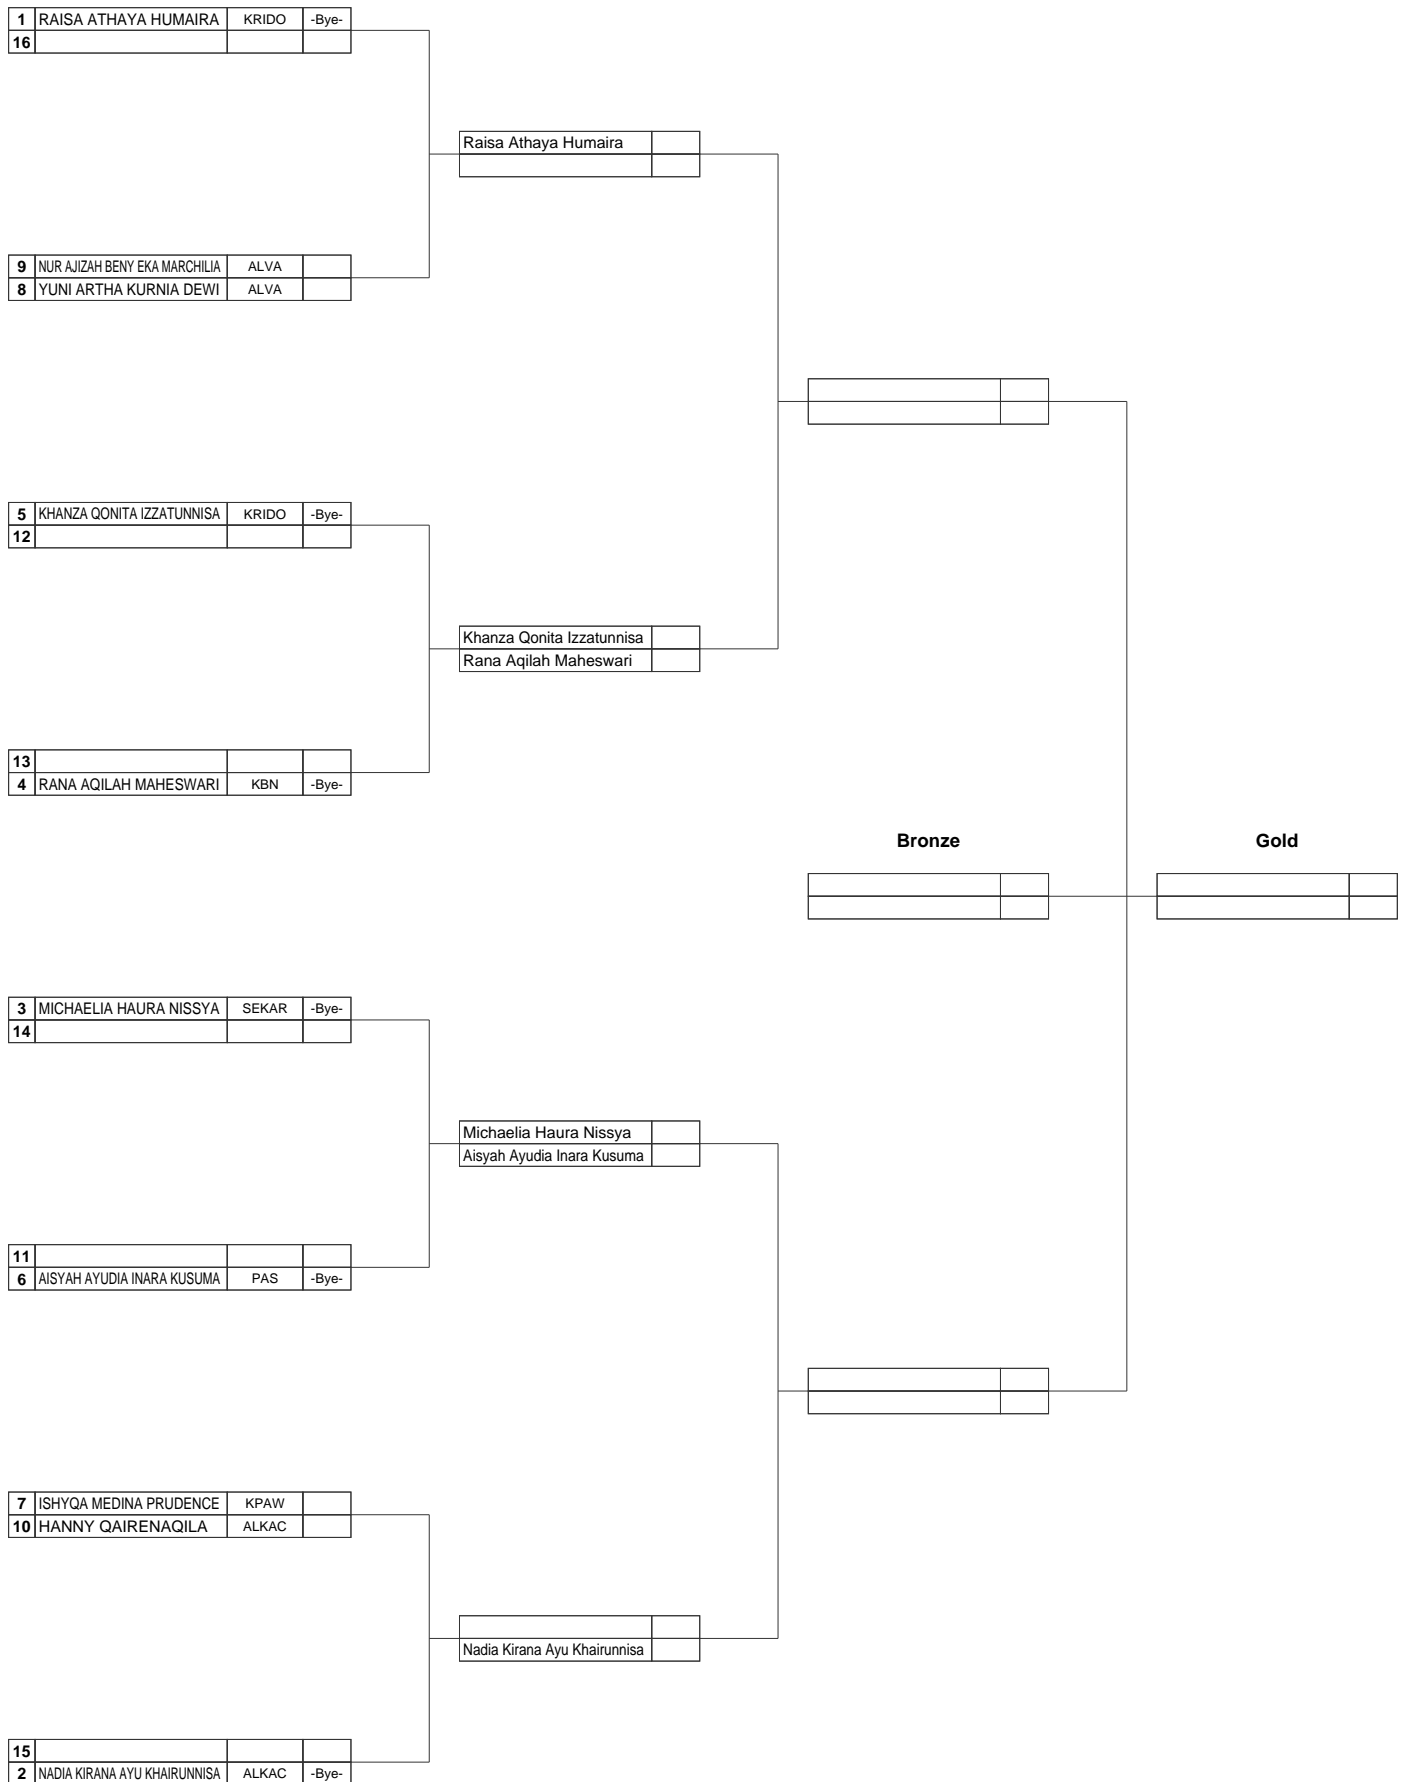 1 RAISA ATHAYA HUMAIRA KRIDO -Bye-
16
Raisa Athaya Humaira
9 NUR AJIZAH BENY EKA MARCHILIA ALVA
8 YUNI ARTHA KURNIA DEWI ALVA
5 KHANZA QONITA IZZATUNNISA KRIDO -Bye-
12
Khanza Qonita Izzatunnisa
Rana Aqilah Maheswari
13
4 RANA AQILAH MAHESWARI KBN -Bye-
Bronze Gold
3 MICHAELIA HAURA NISSYA SEKAR -Bye-
14
Michaelia Haura Nissya
Aisyah Ayudia Inara Kusuma
11
6 AISYAH AYUDIA INARA KUSUMA PAS -Bye-
7 ISHYQA MEDINA PRUDENCE KPAW
10 HANNY QAIRENAQILA ALKAC
Nadia Kirana Ayu Khairunnisa
15
2 NADIA KIRANA AYU KHAIRUNNISA ALKAC -Bye-